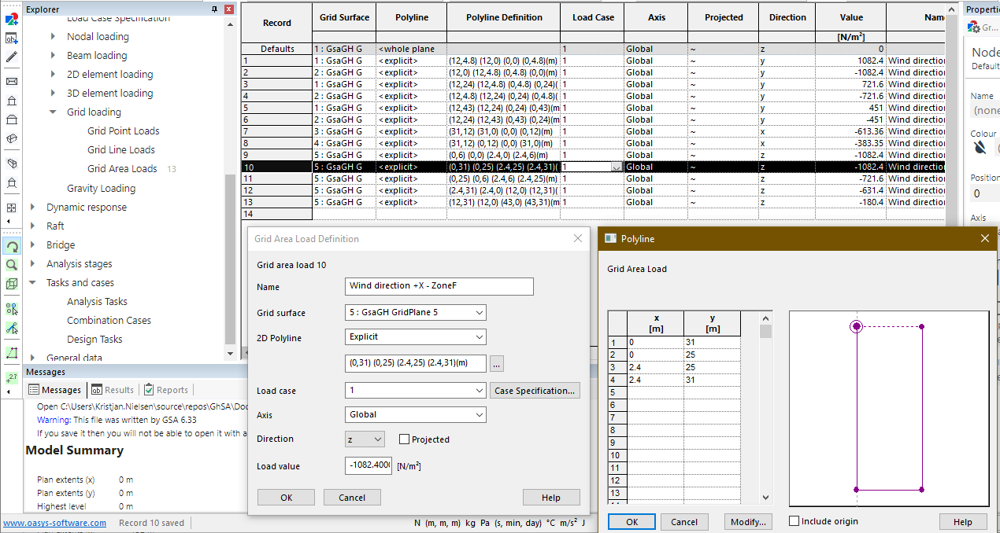 Explorer
Load Case Specification
Nodal loading
Beam loading
2D element loading
3D element loading
Grid loading
Grid Point Loads
Grid Line Loads
Grid Area Loads 13
Gravity Loading
Dynamic response
Raft
Bridge
Analysis stages
Tasks and cases
Analysis Tasks
Combination Cases
Design Tasks
General data
Record Grid Surface Polyline Polyline Definition Load Case Axis Projected Direction Value Nam
[N/m²]
Defaults 1 : GsaGH G <whole plane 1 Global ~ z 0
1 1 : GsaGH G <explicit> (12,4.8) (12,0) (0,0) (0,4.8)(m) 1 Global ~ y 1082.4 Wind direction
2 2 : GsaGH G <explicit> (12,0) (12,4.8) (0,4.8) (0,0)(m) 1 Global ~ y -1082.4 Wind direction
3 1 : GsaGH G <explicit> (12,24) (12,4.8) (0,4.8) (0,24)( 1 Global ~ y 721.6 Wind direction
4 2 : GsaGH G <explicit> (12,4.8) (12,24) (0,24) (0,4.8)( 1 Global ~ y -721.6 Wind direction
5 1 : GsaGH G <explicit> (12,43) (12,24) (0,24) (0,43)(m 1 Global ~ y 451 Wind direction
6 2 : GsaGH G <explicit> (12,24) (12,43) (0,43) (0,24)(m 1 Global ~ y -451 Wind direction
7 3 : GsaGH G <explicit> (31,12) (31,0) (0,0) (0,12)(m) 1 Global ~ x -613.36 Wind direction
8 4 : GsaGH G <explicit> (31,12) (0,12) (0,0) (31,0)(m) 1 Global ~ x -383.35 Wind direction
9 5 : GsaGH G <explicit> (0,6) (0,0) (2.4,0) (2.4,6)(m) 1 Global ~ z -1082.4 Wind direction
10 5 : GsaGH G <explicit> (0,31) (0,25) (2.4,25) (2.4,31)( 1 Global ~ z -1082.4 Wind direction
11 5 : GsaGH G <explicit> (0,25) (0,6) (2.4,6) (2.4,25)(m) 1 Global ~ z -721.6 Wind direction
12 5 : GsaGH G <explicit> (2.4,31) (2.4,0) (12,0) (12,31)( 1 Global ~ z -631.4 Wind direction
13 5 : GsaGH G <explicit> (12,31) (12,0) (43,0) (43,31)(m 1 Global ~ z -180.4 Wind direction
14
Properti
Gr...
Node
Default
Name
(none
Colour
Position
0
Axis
Grid Area Load Definition
Grid area load 10
Name Wind direction +X - ZoneF
Grid surface 5 : GsaGH GridPlane 5
2D Polyline Explicit
(0,31) (0,25) (2.4,25) (2.4,31)(m) ...
Load case 1 Case Specification...
Axis Global
Direction z Projected
Load value -1082.400( [N/m²]
OK Cancel Help
Polyline
Grid Area Load
x y
[m] [m]
1 0 31
2 0 25
3 2.4 25
4 2.4 31
5
6
7
8
9
10
11
12
13
OK Cancel Modify... Include origin Help
Messages
Messages Results Reports
Open C:\Users\Kristjan.Nielsen\source\repos\GhSA\Doc
Warning: This file was written by GSA 6.33
If you save it then you will not be able to open it with a
Model Summary
Plan extents (x) 0 m
Plan extents (y) 0 m
Highest level 0 m
www.oasys-software.com Record 10 saved N (m, m, m) kg Pa (s, min, day) °C m/s² J